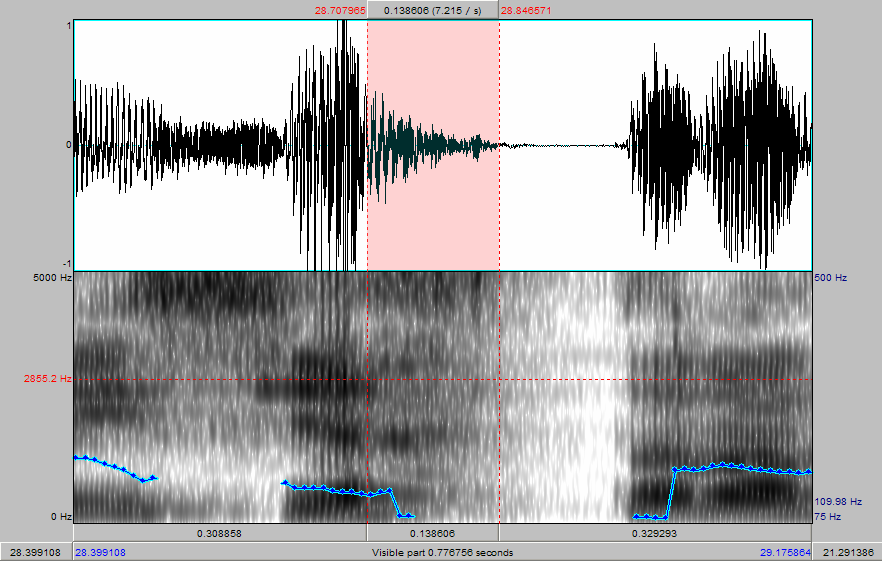 28.707965 0.138606 (7.215 / s) 28.846571
1
0
-1
5000 Hz 500 Hz
2855.2 Hz
109.98 Hz
0 Hz 75 Hz
0.308858 0.138606 0.329293
28.399108 28.399108 Visible part 0.776756 seconds 29.175864 21.291386